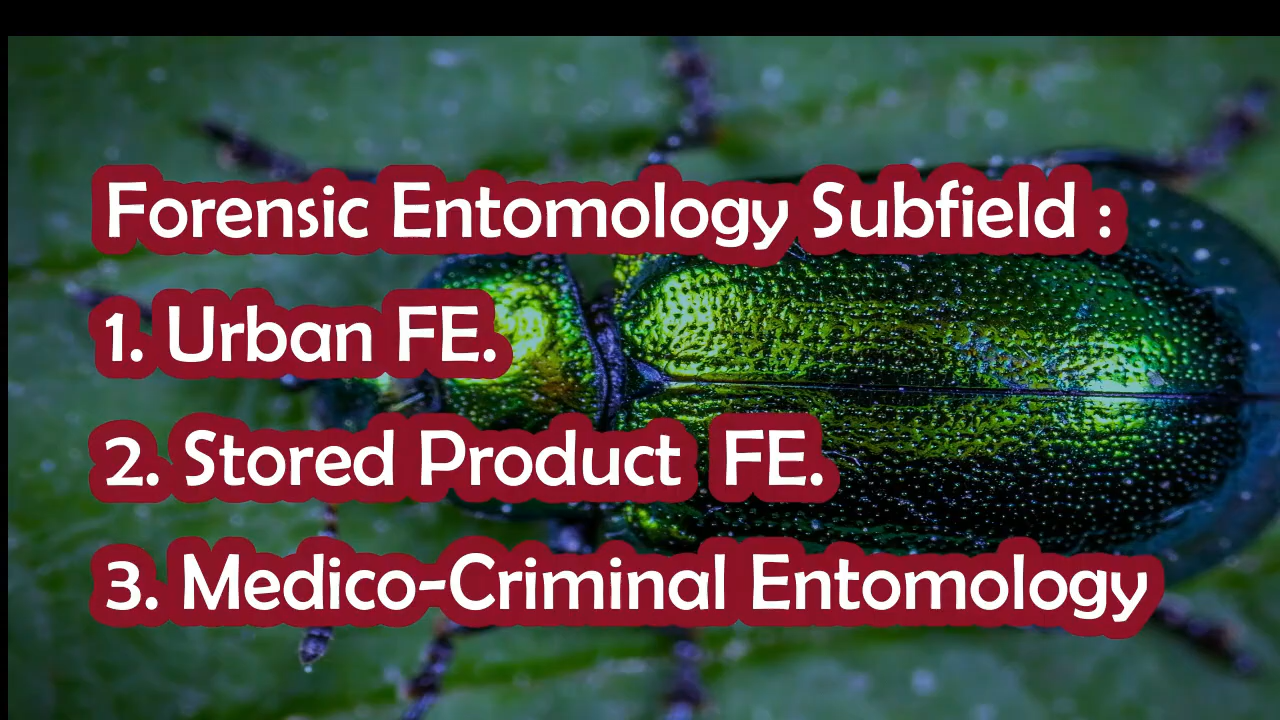 Forensic Entomology Subfield :
1. Urban FE.
2. Stored Product FE.
3. Medico-Criminal Entomology